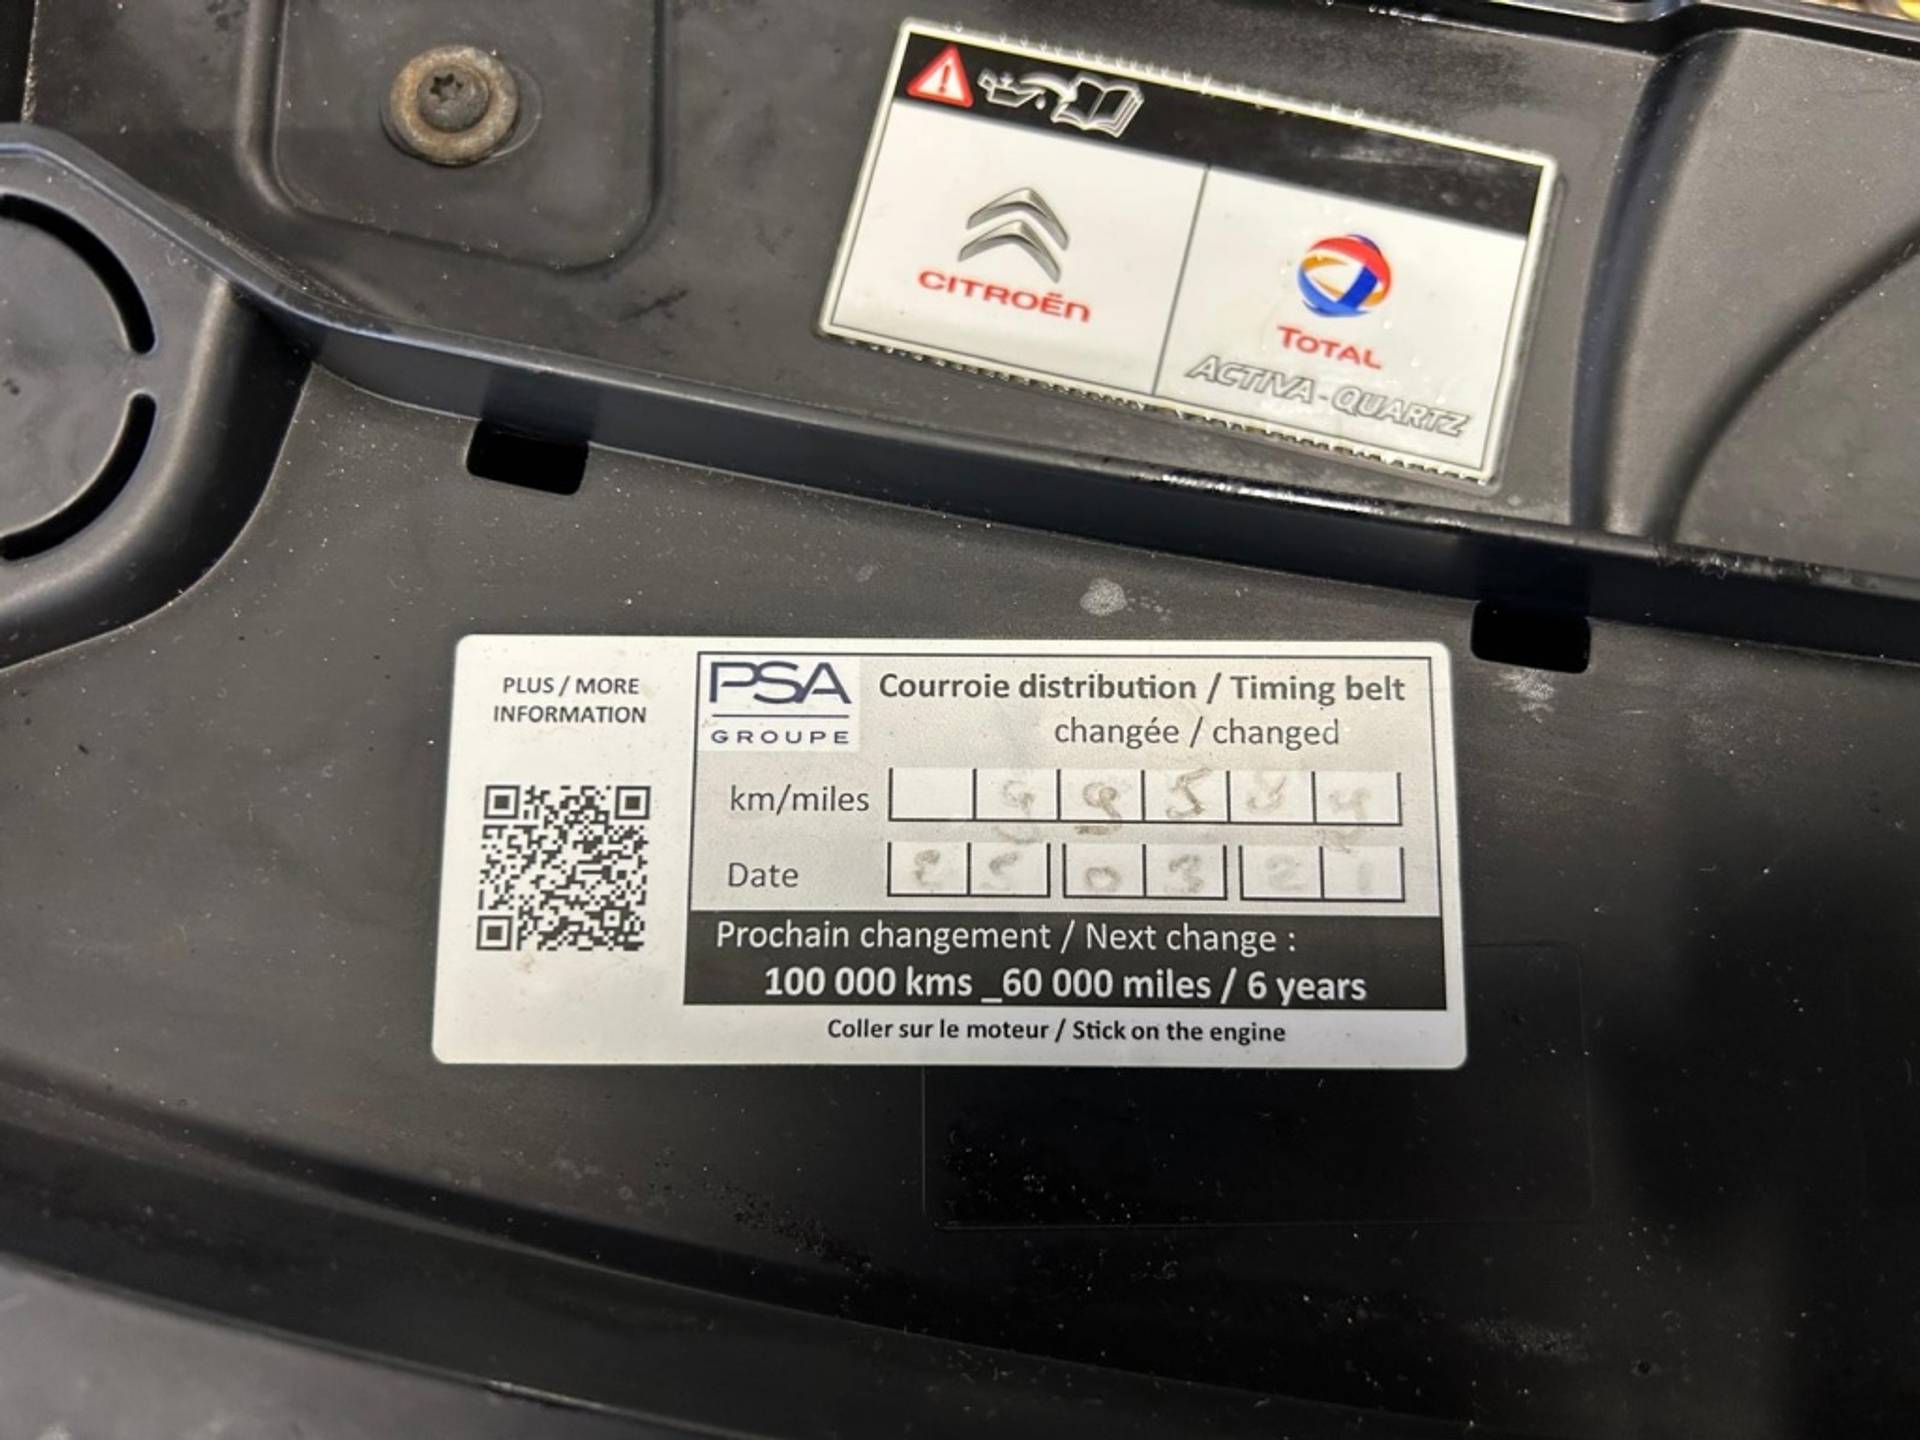 CITROËN
TOTAL
ACTIVA-QUARTZ
PLUS / MORE
INFORMATION
PSA
GROUPE
Courroie distribution / Timing belt
changée / changed
km/miles
Date 03 21
Prochain changement / Next change :
100 000 kms _60 000 miles / 6 years
Coller sur le moteur / Stick on the engine